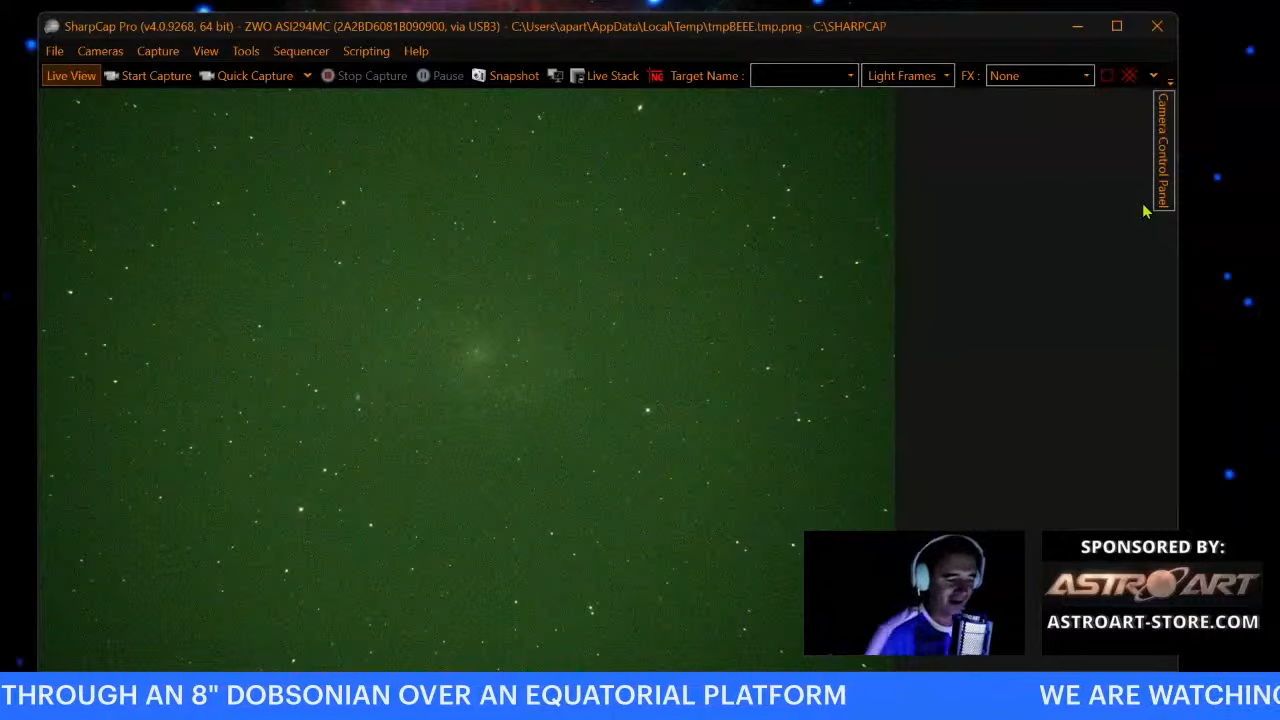 SharpCap Pro (v4.0.9268, 64 bit) - ZWO ASI294MC (2A2BD6081B090900, via USB3) - C:\Users\apart\AppData\Local\Temp\tmpBEEE.tmp.png - C:\SHARPCAP
File Cameras Capture View Tools Sequencer Scripting Help
Live View Start Capture Quick Capture Stop Capture Pause Snapshot Live Stack NC Target Name : Light Frames FX : None
Camera Control Panel
SPONSORED BY:
ASTROART
ASTROART-STORE.COM
THROUGH AN 8" DOBSONIAN OVER AN EQUATORIAL PLATFORM WE ARE WATCHING